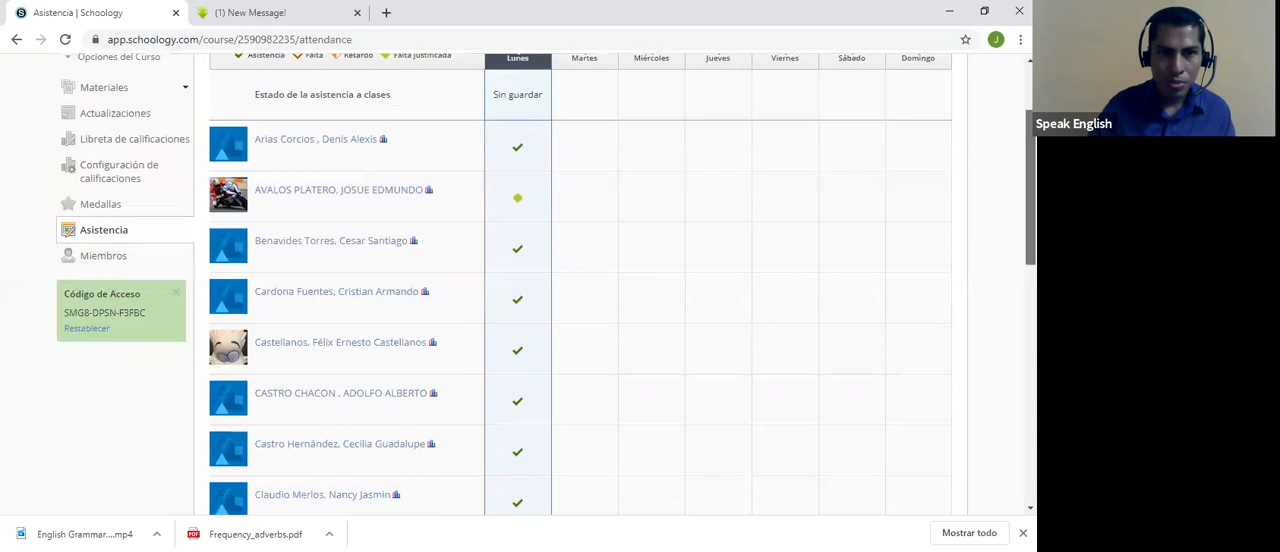 Asistencia | Schoology
(1) New Message!
app.schoology.com/course/2590982235/attendance
J
Opciones del Curso
Materiales
Actualizaciones
Libreta de calificaciones
Configuración de
calificaciones
Medallas
Asistencia
Miembros
Código de Acceso
SMG8-DPSN-F3FBC
Restablecer
Asistencia Falta Retardo Falta justificada
Lunes Martes Miércoles Jueves Viernes Sábado Domingo
Estado de la asistencia a clases Sin guardar
Arias Corcios , Denis Alexis
AVALOS PLATERO, JOSUE EDMUNDO
Benavides Torres, Cesar Santiago
Cardona Fuentes, Cristian Armando
Castellanos, Félix Ernesto Castellanos
CASTRO CHACON , ADOLFO ALBERTO
Castro Hernández, Cecilia Guadalupe
Claudio Merlos, Nancy Jasmin
Speak English
English Grammar....mp4
PDF
Frequency_adverbs.pdf
Mostrar todo